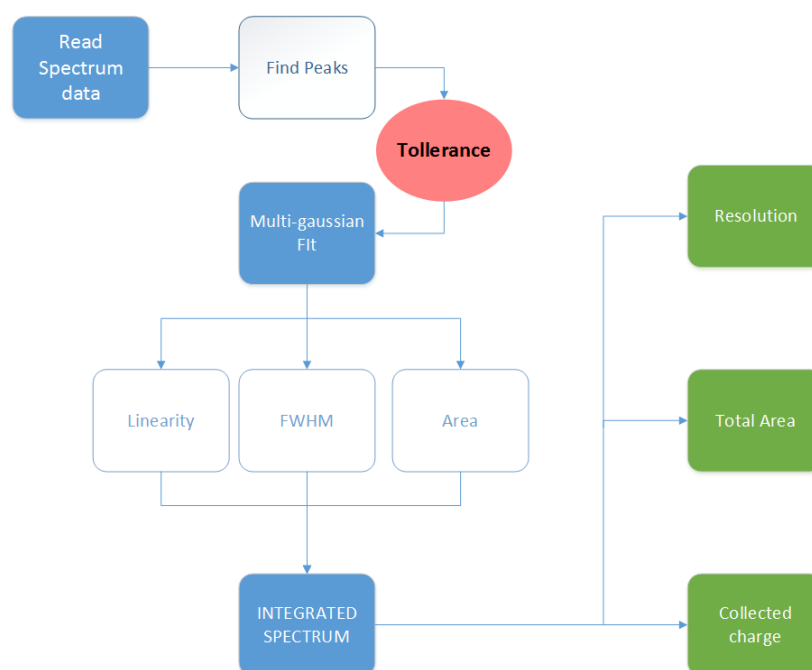 Read
Spectrum
data
Find Peaks
Tollerance
Multi-gaussian
FIt
Resolution
Linearity
FWHM
Area
Total Area
INTEGRATED
SPECTRUM
Collected
charge